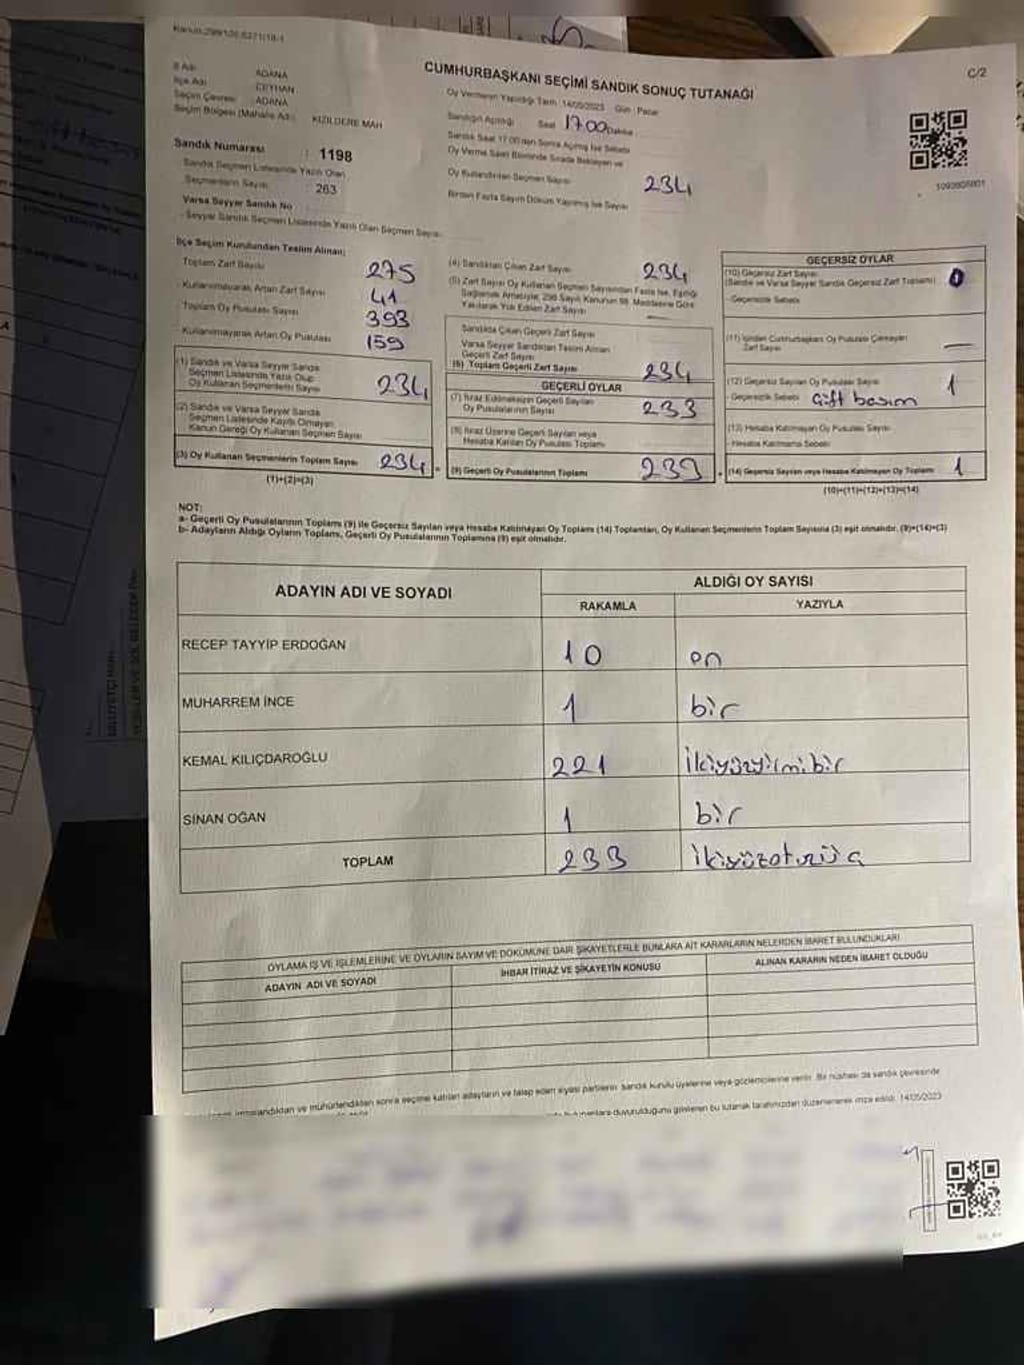 Kanun:298/106,6271/18-1
C/2
CUMHURBAŞKANI SEÇİMİ SANDIK SONUÇ TUTANAĞI
İl Adı ADANA
İlçe Adı CEYHAN
Seçim Çevresi ADANA
Seçim Bölgesi (Mahalle Adı) KIZILDERE MAH
Sandık Numarası : 1198
Sandık Seçmen Listesinde Yazılı Olan
Seçmenlerin Sayısı : 263
Varsa Seyyar Sandık No
- Seyyar Sandık Seçmen Listesinde Yazılı Olan Seçmen Sayısı
Oy Vermenin Yapıldığı Tarih :14/05/2023 Gün : Pazar
Sandığın Açıldığı Saat 17.00 Dakika
Sandık Saat 17.00'den Sonra Açılmış İse Sebebi
Oy Verme Saati Bitiminde Sırada Bekleyen ve
Oy Kullandırılan Seçmen Sayısı 234
Birden Fazla Sayım Döküm Yapılmış İse Sayısı
İlçe Seçim Kurulundan Teslim Alınan;
Toplam Zarf Sayısı 275
- Kullanılmayarak Artan Zarf Sayısı 41
Toplam Oy Pusulası Sayısı 393
- Kullanılmayarak Artan Oy Pusulası 159
(1) Sandık ve Varsa Seyyar Sandık
Seçmen Listesinde Yazılı Olup
Oy Kullanan Seçmenlerin Sayısı 234
(2) Sandık ve Varsa Seyyar Sandık
Seçmen Listesinde Kayıtlı Olmayan
Kanun Gereği Oy Kullanan Seçmen Sayısı
(3) Oy Kullanan Seçmenlerin Toplam Sayısı 234
(1)+(2)=(3)
(4) Sandıktan Çıkan Zarf Sayısı 234
(5) Zarf Sayısı Oy Kullanan Seçmen Sayısından Fazla İse, Eşitliği
Sağlamak Amacıyla; 298 Sayılı Kanunun 98. Maddesine Göre
Yakılarak Yok Edilen Zarf Sayısı —
Sandıkta Çıkan Geçerli Zarf Sayısı
Varsa Seyyar Sandıktan Teslim Alınan
Geçerli Zarf Sayısı
(6) Toplam Geçerli Zarf Sayısı 234
GEÇERLİ OYLAR
(7) İtiraz Edilmeksizin Geçerli Sayılan
Oy Pusulasının Sayısı 233
(8) İtiraz Üzerine Geçerli Sayılan veya
Hesaba Katılan Oy Pusulası Toplamı
(9) Geçerli Oy Pusulalarının Toplamı 233
GEÇERSİZ OYLAR
(10) Geçersiz Zarf Sayısı
(Sandık ve Varsa Seyyar Sandık Geçersiz Zarf Toplamı) 0
- Geçersizlik Sebebi
(11) İçinden Cumhurbaşkanı Oy Pusulası Çıkmayan
Zarf Sayısı —
(12) Geçersiz Sayılan Oy Pusulası Sayısı 1
- Geçersizlik Sebebi Çift basım
(13) Hesaba Katılmayan Oy Pusulası Sayısı
- Hesaba Katılmama Sebebi
(14) Geçersiz Sayılan veya Hesaba Katılmayan Oy Toplamı 1
(10)+(11)+(12)+(13)=(14)
NOT:
a- Geçerli Oy Pusulalarının Toplamı (9) ile Geçersiz Sayılan veya Hesaba Katılmayan Oy Toplamı (14) Toplamları, Oy Kullanan Seçmenlerin Toplam Sayısına (3) eşit olmalıdır. (9)+(14)=(3)
b- Adayların Aldığı Oyların Toplamı, Geçerli Oy Pusulalarının Toplamına (9) eşit olmalıdır.
ADAYIN ADI VE SOYADI ALDIĞI OY SAYISI
RAKAMLA YAZIYLA
RECEP TAYYİP ERDOĞAN 10 on
MUHARREM İNCE 1 bir
KEMAL KILIÇDAROĞLU 221 İkiyüzyirmibir
SİNAN OĞAN 1 bir
TOPLAM 233 İkiyüzotuzüç
OYLAMA İŞ VE İŞLEMLERİNE VE OYLARIN SAYIM VE DÖKÜMÜNE DAİR ŞİKAYETLERLE BUNLARA AİT KARARLARIN NELERDEN İBARET BULUNDUKLARI
ADAYIN ADI VE SOYADI İHBAR İTİRAZ VE ŞİKAYETİN KONUSU ALINAN KARARIN NEDEN İBARET OLDUĞU
imzalandıktan ve mühürlendikten sonra seçime katılan adayların ve talep eden siyasi partilerin sandık kurulu üyelerine veya gözlemcilerine verilir. Bir nüshası da sandık çevresinde
duyurulduğunu gösteren bu tutanak tarafımızdan düzenlenerek imza edildi. 14/05/2023